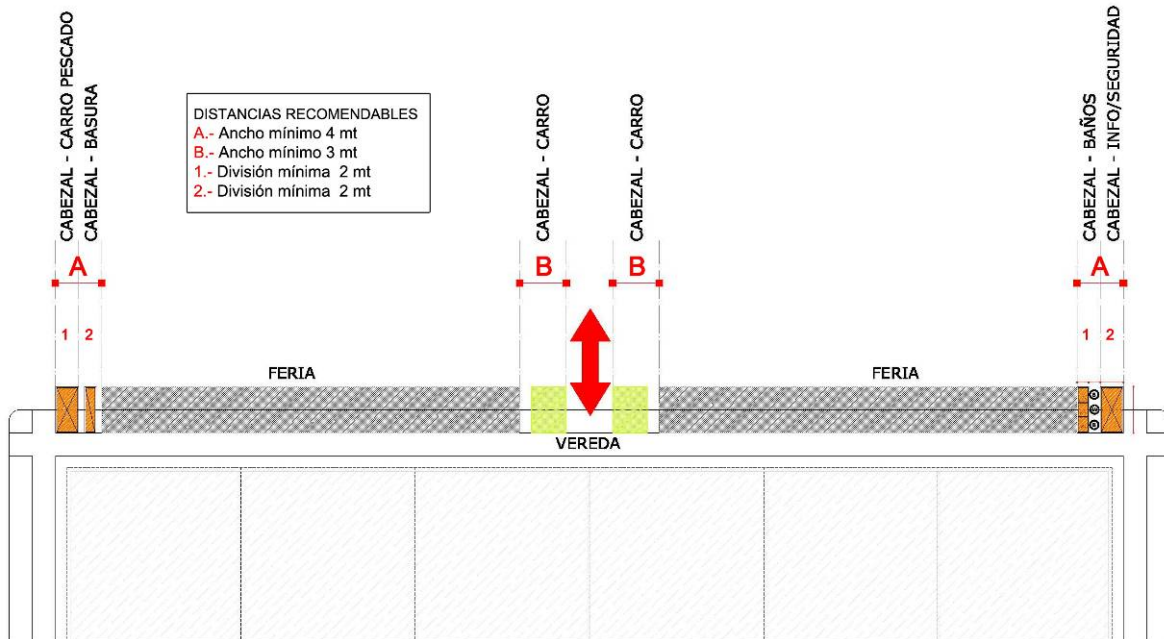 CABEZAL - CARRO PESCADO
CABEZAL - BASURA
DISTANCIAS RECOMENDABLES
A.- Ancho mínimo 4 mt
B.- Ancho mínimo 3 mt
1.- División mínima 2 mt
2.- División mínima 2 mt
CABEZAL - CARRO
CABEZAL - CARRO
CABEZAL - BAÑOS
CABEZAL - INFO/SEGURIDAD
A
B
B
A
1
2
1
2
FERIA
FERIA
VEREDA